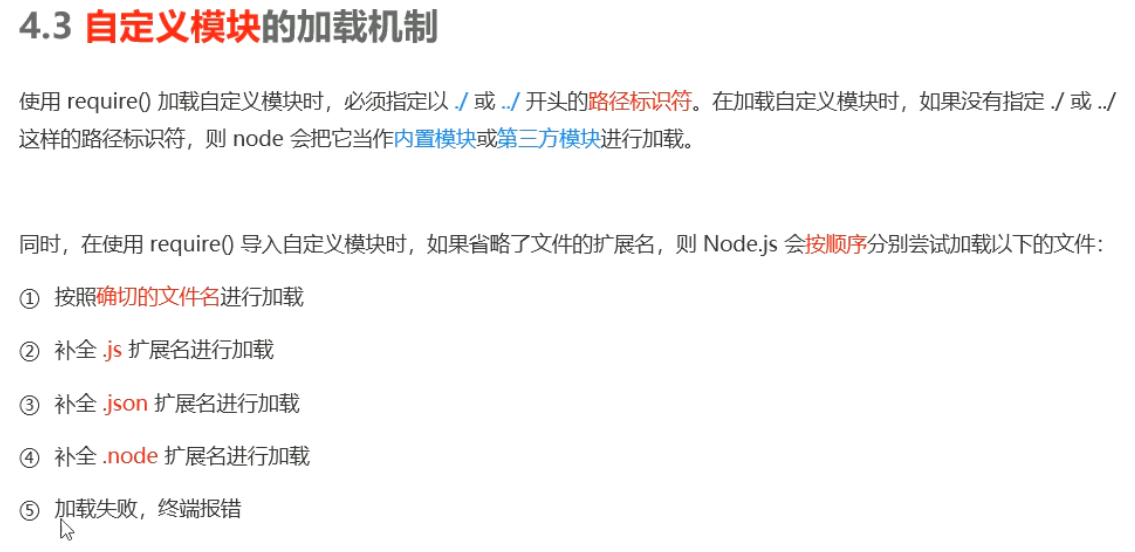 4.3 自定义模块的加载机制
使用 require() 加载自定义模块时，必须指定以 ./ 或 ../ 开头的路径标识符。在加载自定义模块时，如果没有指定 ./ 或 ../
这样的路径标识符，则 node 会把它当作内置模块或第三方模块进行加载。
同时，在使用 require() 导入自定义模块时，如果省略了文件的扩展名，则 Node.js 会按顺序分别尝试加载以下的文件：
① 按照确切的文件名进行加载
② 补全 .js 扩展名进行加载
③ 补全 .json 扩展名进行加载
④ 补全 .node 扩展名进行加载
⑤ 加载失败，终端报错